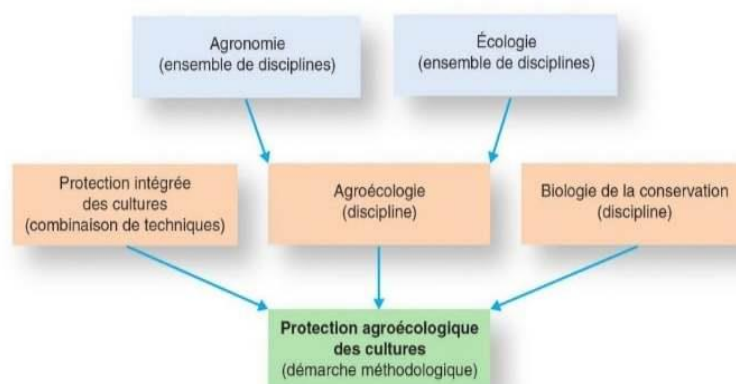 Agronomie
(ensemble de disciplines)
Écologie
(ensemble de disciplines)
Protection intégrée
des cultures
(combinaison de techniques)
Agroécologie
(discipline)
Biologie de la conservation
(discipline)
Protection agroécologique
des cultures
(démarche méthodologique)